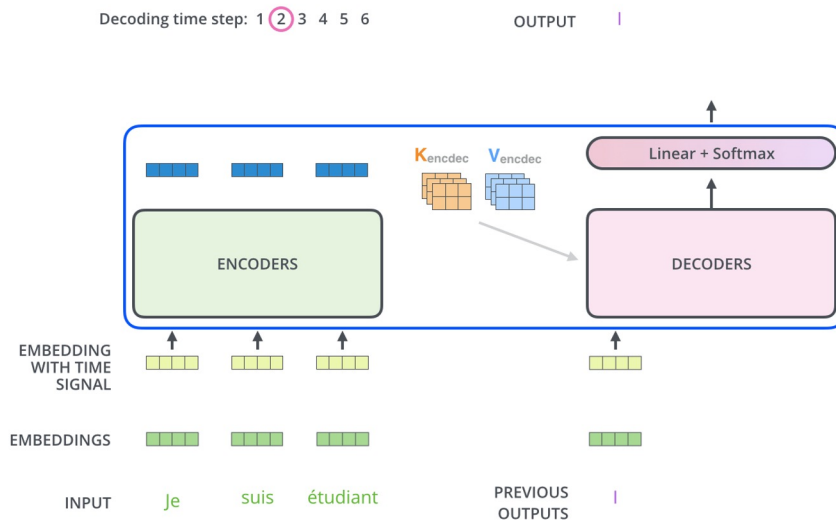 Decoding time step: 1 2 3 4 5 6
OUTPUT I
Linear + Softmax
Kencdec Vencdec
ENCODERS
DECODERS
EMBEDDING
WITH TIME
SIGNAL
EMBEDDINGS
INPUT Je suis étudiant
PREVIOUS
OUTPUTS I